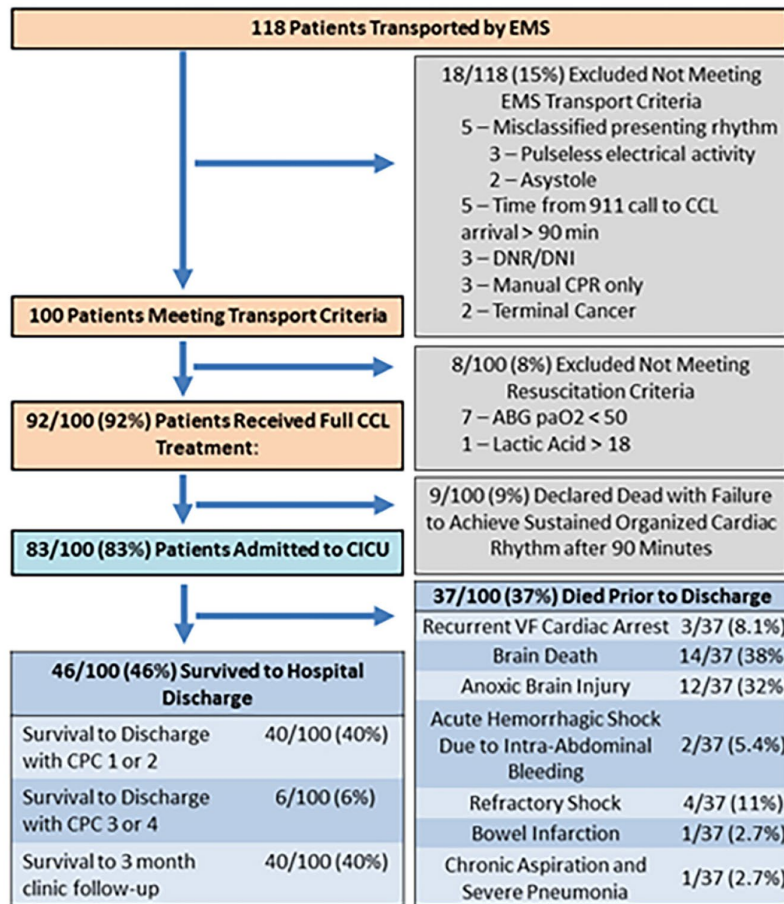 118 Patients Transported by EMS
18/118 (15%) Excluded Not Meeting
EMS Transport Criteria
5 – Misclassified presenting rhythm
3 – Pulseless electrical activity
2 – Asystole
5 – Time from 911 call to CCL
arrival > 90 min
3 – DNR/DNI
3 – Manual CPR only
2 – Terminal Cancer
100 Patients Meeting Transport Criteria
8/100 (8%) Excluded Not Meeting
Resuscitation Criteria
7 – ABG paO2 < 50
1 – Lactic Acid > 18
92/100 (92%) Patients Received Full CCL
Treatment:
9/100 (9%) Declared Dead with Failure
to Achieve Sustained Organized Cardiac
Rhythm after 90 Minutes
83/100 (83%) Patients Admitted to CICU
37/100 (37%) Died Prior to Discharge
Recurrent VF Cardiac Arrest 3/37 (8.1%)
Brain Death 14/37 (38%)
Anoxic Brain Injury 12/37 (32%)
Acute Hemorrhagic Shock
Due to Intra-Abdominal 2/37 (5.4%)
Bleeding
Refractory Shock 4/37 (11%)
Bowel Infarction 1/37 (2.7%)
Chronic Aspiration and
Severe Pneumonia 1/37 (2.7%)
46/100 (46%) Survived to Hospital
Discharge
Survival to Discharge 40/100 (40%)
with CPC 1 or 2
Survival to Discharge 6/100 (6%)
with CPC 3 or 4
Survival to 3 month 40/100 (40%)
clinic follow-up